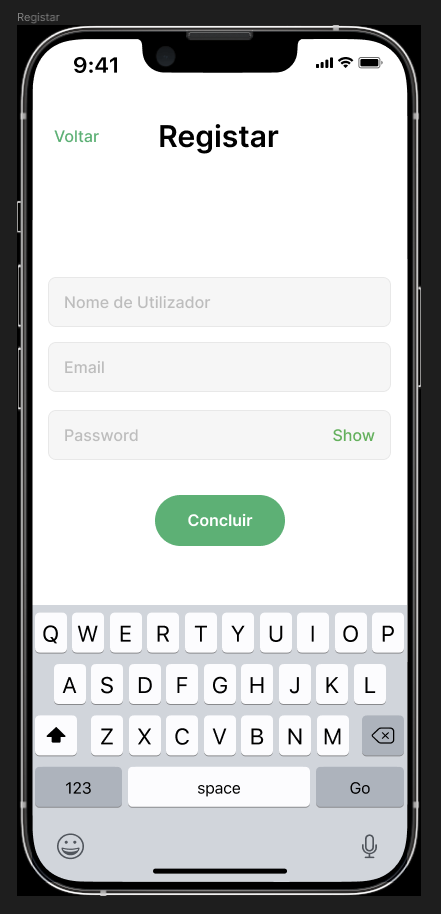 Registar
9:41
Voltar
Registar
Nome de Utilizador
Email
Password
Show
Concluir
Q W E R T Y U I O P
A S D F G H J K L
Z X C V B N M
123 space Go